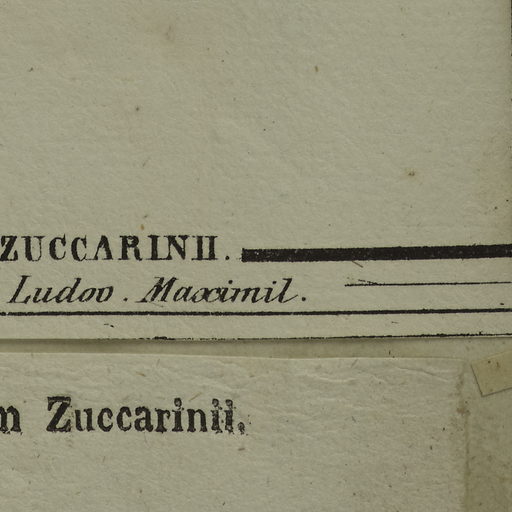 ZUCCARINII.
Ludov. Maximil.
m Zuccarinii.